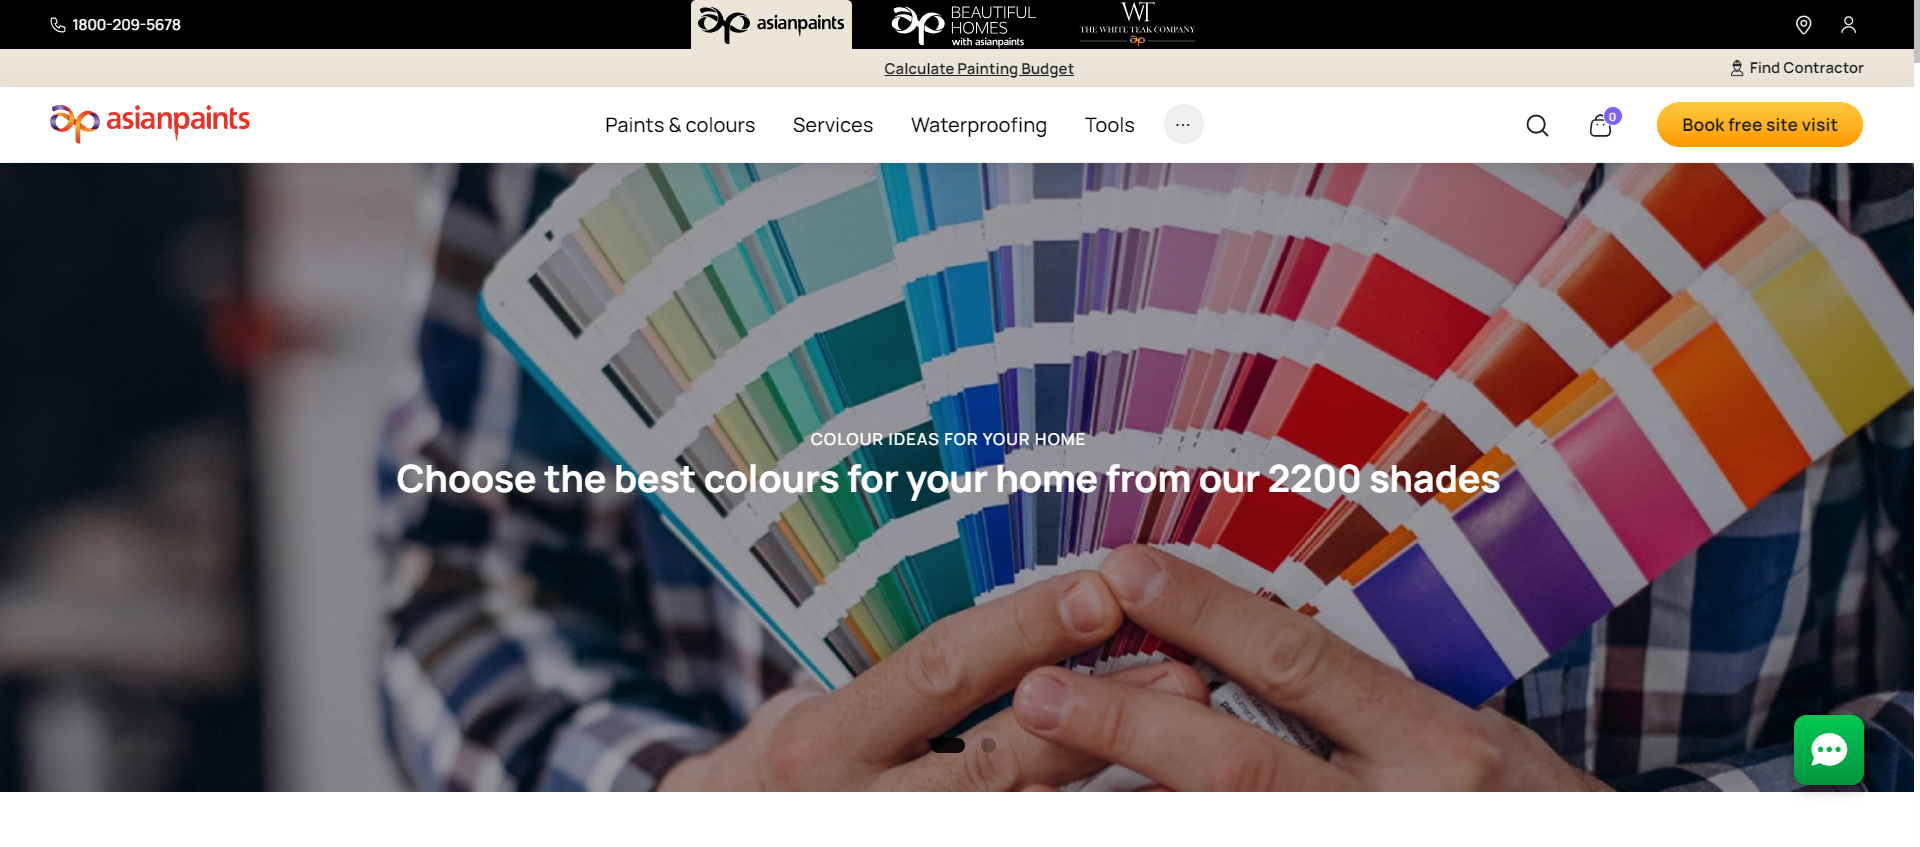 1800-209-5678
asianpaints
BEAUTIFUL
HOMES
with asianpaints
WT
THE WHITE TEAK COMPANY
Calculate Painting Budget
Find Contractor
asianpaints
Paints & colours
Services
Waterproofing
Tools
...
0
Book free site visit
COLOUR IDEAS FOR YOUR HOME
Choose the best colours for your home from our 2200 shades